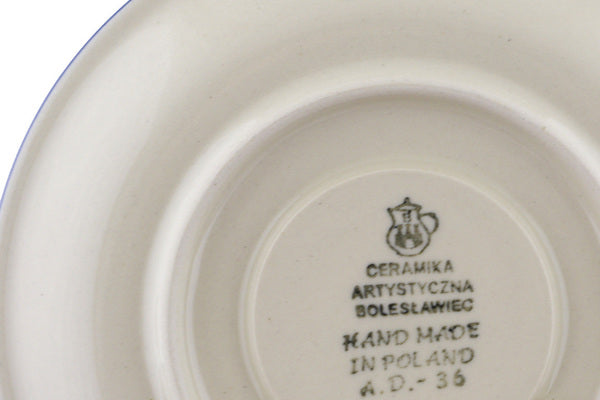 CERAMIKA
ARTYSTYCZNA
BOLESŁAWIEC
HAND MADE
IN POLAND
A.D.-36